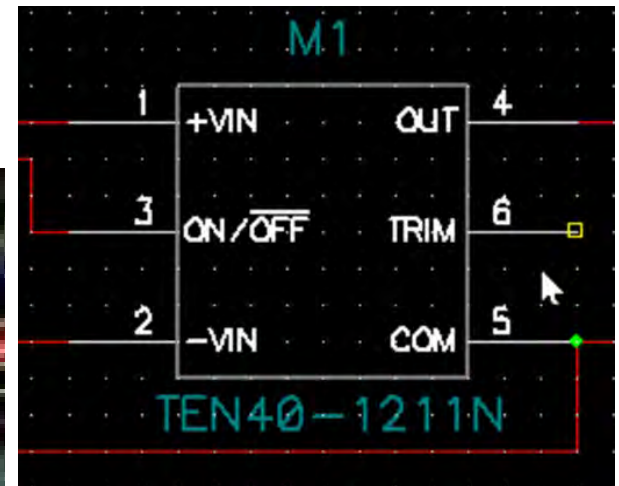 M1
1 +VIN OUT 4
3 ON/OFF TRIM 6
2 -VIN COM 5
TEN40-1211N